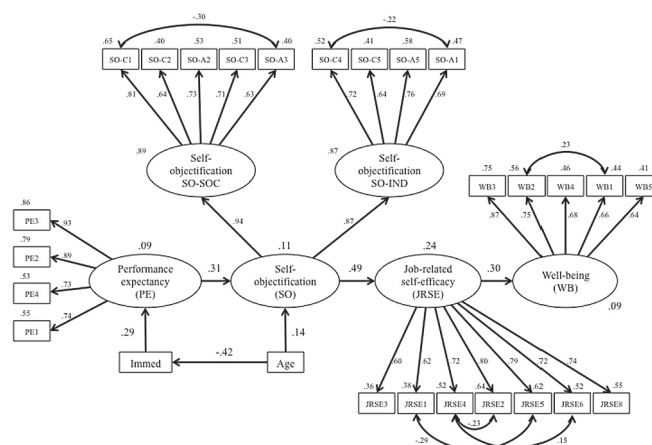 -.30
-.22
.65 .40 .53 .51 .40
.52 .41 .58 .47
SO-C1 SO-C2 SO-A2 SO-C3 SO-A3
SO-C4 SO-C5 SO-A5 SO-A1
.81 .64 .73 .71 .63
.72 .64 .76 .69
.89
Self-
objectification
SO-SOC
.87
Self-
objectification
SO-IND
.23
.75 .56 .46 .44 .41
WB3 WB2 WB4 WB1 WB5
.87 .75 .68 .66 .64
.94
.87
.86
PE3
.93
.79
PE2
.89
.53
PE4
.73
.55
PE1
.74
.09
Performance
expectancy
(PE)
.31
.11
Self-
objectification
(SO)
.49
.24
Job-related
self-efficacy
(JRSE)
.30
Well-being
(WB)
.09
.29
.14
Immed
-.42
Age
.60 .62 .72 .80 .79 .72 .74
.36 .38 .52 .64 .62 .52 .55
JRSE3 JRSE1 JRSE4 JRSE2 JRSE5 JRSE6 JRSE8
-.23
-.29
.15